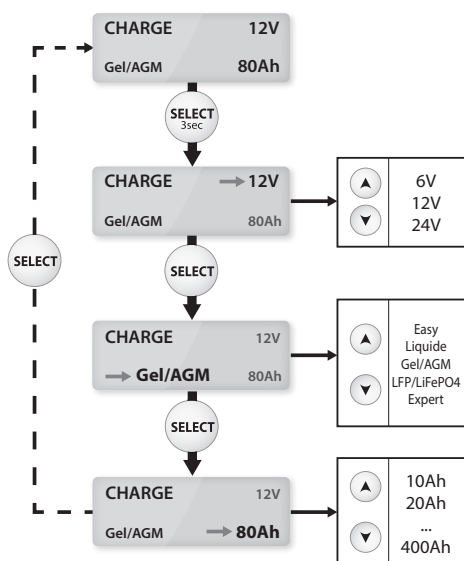 CHARGE 12V
Gel/AGM 80Ah
SELECT
3sec
CHARGE → 12V
Gel/AGM 80Ah
6V
12V
24V
SELECT
SELECT
CHARGE 12V
→ Gel/AGM 80Ah
Easy
Liquide
Gel/AGM
LFP/LiFePO4
Expert
SELECT
CHARGE 12V
Gel/AGM → 80Ah
10Ah
20Ah
...
400Ah